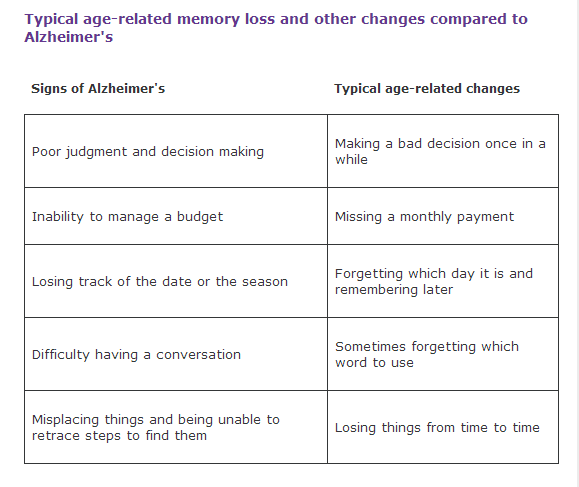 Typical age-related memory loss and other changes compared to
Alzheimer's
Signs of Alzheimer's
Typical age-related changes
Poor judgment and decision making
Making a bad decision once in a
while
Inability to manage a budget
Missing a monthly payment
Losing track of the date or the season
Forgetting which day it is and
remembering later
Difficulty having a conversation
Sometimes forgetting which
word to use
Misplacing things and being unable to
retrace steps to find them
Losing things from time to time